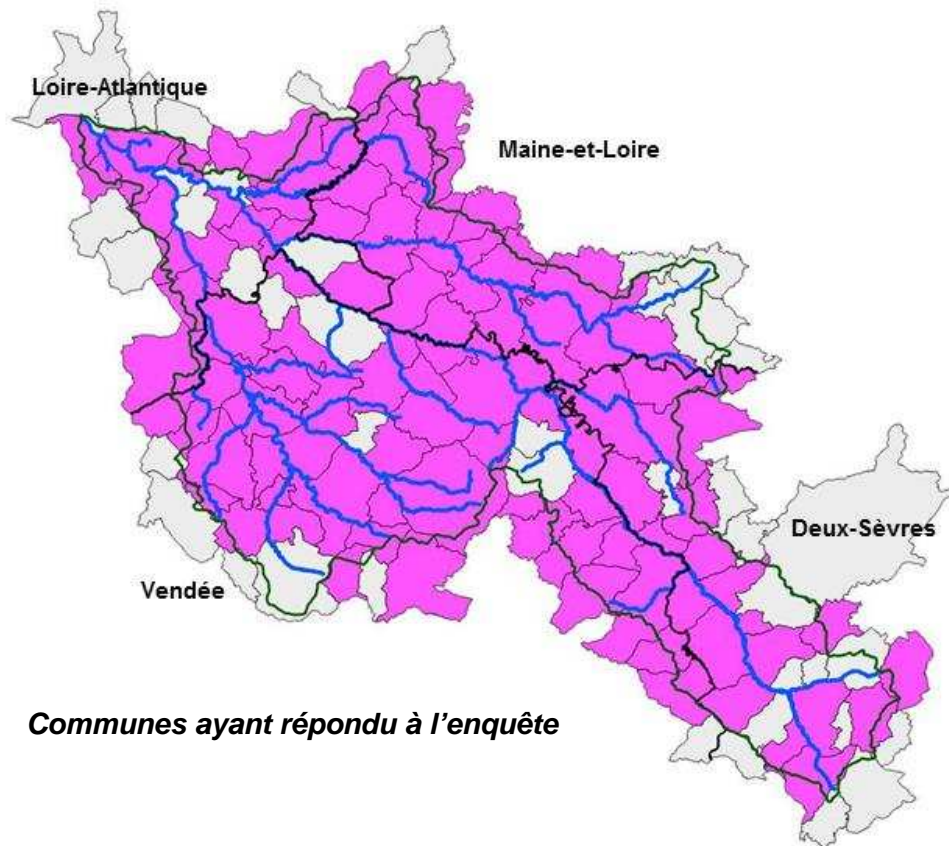 Loire-Atlantique
Maine-et-Loire
Deux-Sèvres
Vendée
Communes ayant répondu à l'enquête